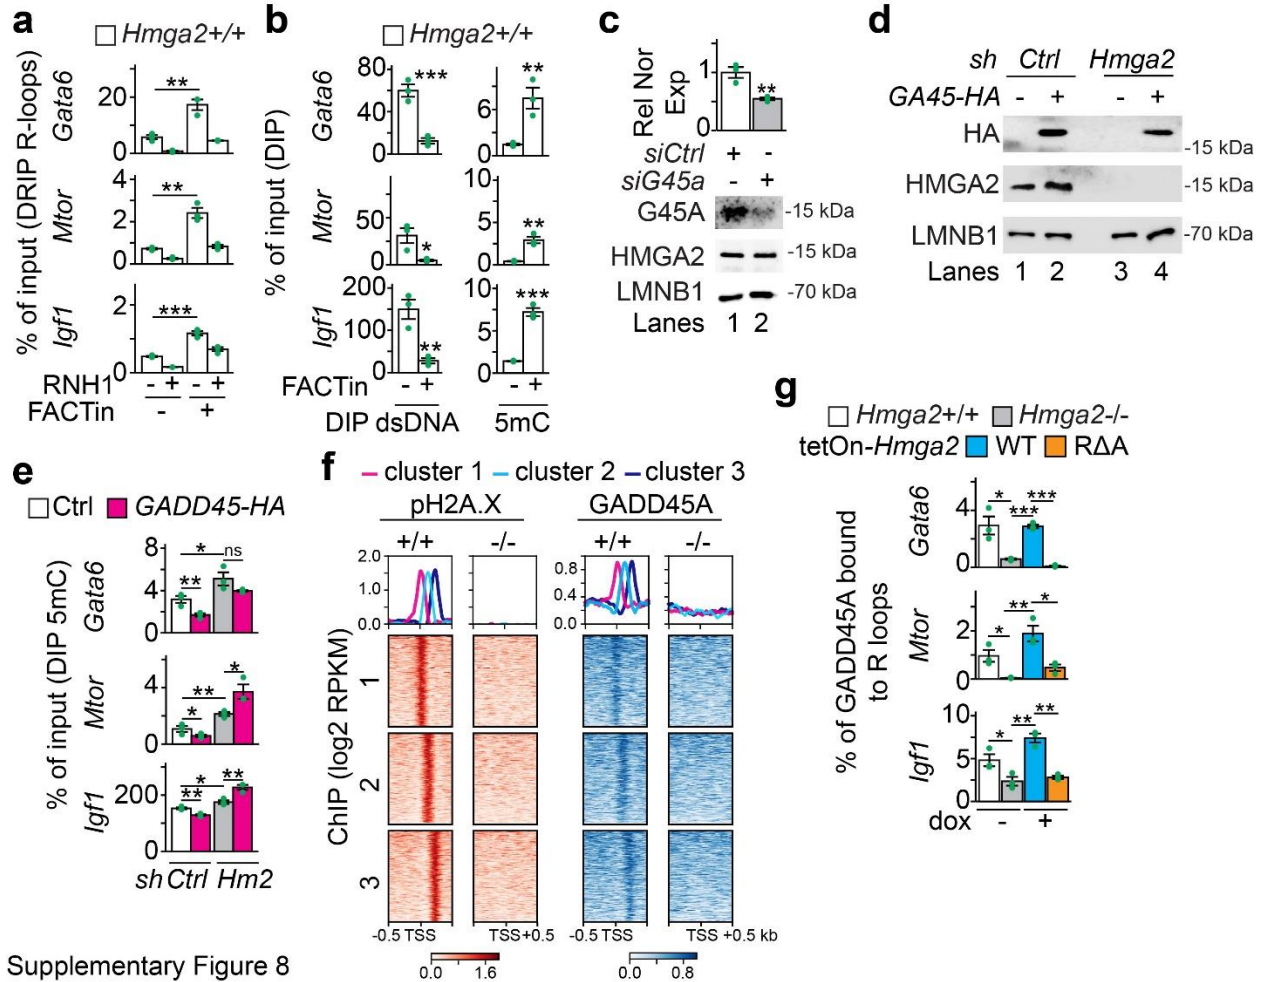 a
Hmga2+/+
% of input (DRIP R-loops)
Gata6
20
0
**
Mtor
4
2
0
**
Igf1
2
0
***
RNH1 - + - +
FACTin - +
b
Hmga2+/+
% of input (DIP)
Gata6
80
40
0
***
6
0
**
Mtor
50
0
*
10
5
0
**
Igf1
200
100
0
**
10
5
0
***
FACTin - + - +
DIP dsDNA 5mC
c
Rel Nor
Exp
1
0
**
siCtrl + -
siG45a - +
G45A -15 kDa
HMGA2 -15 kDa
LMNB1 -70 kDa
Lanes 1 2
d
sh Ctrl Hmga2
GA45-HA - + - +
HA -15 kDa
HMGA2 -15 kDa
LMNB1 -70 kDa
Lanes 1 2 3 4
e
Ctrl GADD45-HA
% of input (DIP 5mC)
Gata6
8
4
0
* ns
**
Mtor
4
0
*
**
*
Igf1
200
0
* **
**
sh Ctrl Hm2
f
cluster 1 cluster 2 cluster 3
pH2A.X GADD45A
+/+ -/- +/+ -/-
2.0
1.0
0.0
0.8
0.4
0.0
ChIP (log2 RPKM)
1
2
3
-0.5 TSS TSS +0.5 -0.5 TSS TSS +0.5 kb
0.0 1.6 0.0 0.8
g
Hmga2+/+ Hmga2-/-
tetOn-Hmga2 WT RΔA
% of GADD45A bound
to R loops
Gata6
4
0
* ***
***
Mtor
2
0
** *
*
Igf1
10
5
0
** **
*
dox - +
Supplementary Figure 8